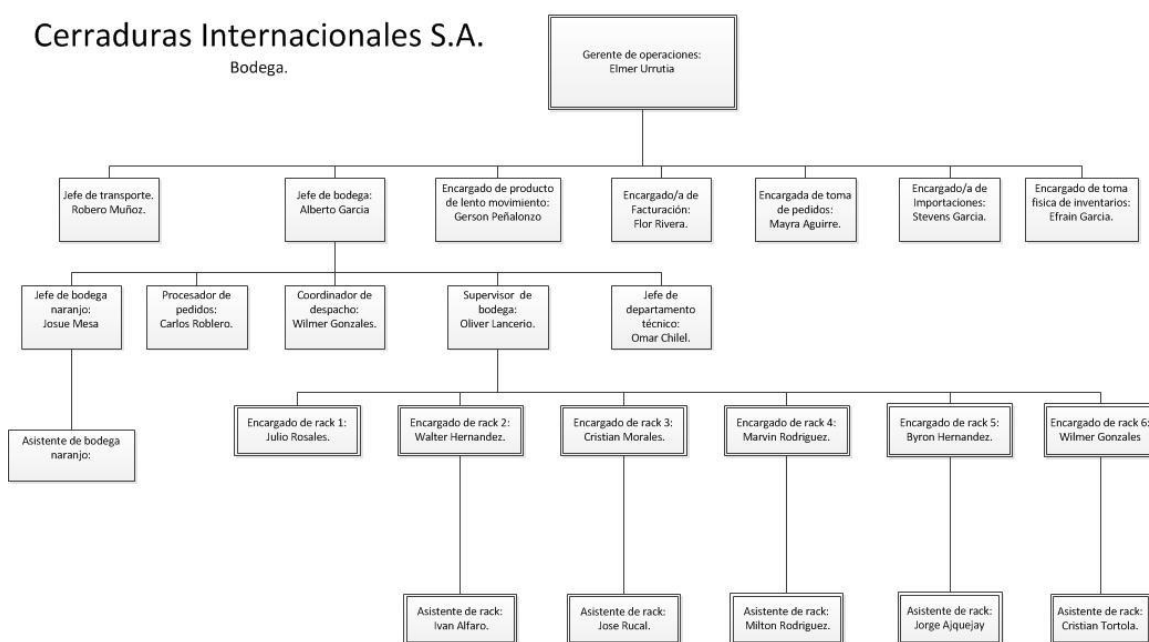 Cerraduras Internacionales S.A.
Bodega.
Gerente de operaciones:
Elmer Urrutia
Jefe de transporte.
Robero Muñoz.
Jefe de bodega:
Alberto Garcia
Encargado de producto
de lento movimiento:
Gerson Peñalonzo
Encargado/a de
Facturación:
Flor Rivera.
Encargada de toma
de pedidos:
Mayra Aguirre.
Encargado/a de
Importaciones:
Stevens Garcia.
Encargado de toma
fisica de inventarios:
Efrain Garcia.
Jefe de bodega
naranjo:
Josue Mesa
Procesador de
pedidos:
Carlos Roblero.
Coordinador de
despacho:
Wilmer Gonzales.
Supervisor de
bodega:
Oliver Lancerio.
Jefe de
departamento
técnico:
Omar Chilel.
Asistente de bodega
naranjo:
Encargado de rack 1:
Julio Rosales.
Encargado de rack 2:
Walter Hernandez.
Encargado de rack 3:
Cristian Morales.
Encargado de rack 4:
Marvin Rodriguez.
Encargado de rack 5:
Byron Hernandez.
Encargado de rack 6:
Wilmer Gonzales
Asistente de rack:
Ivan Alfaro.
Asistente de rack:
Jose Rucal.
Asistente de rack:
Milton Rodriguez.
Asistente de rack:
Jorge Ajquejay
Asistente de rack:
Cristian Tortola.